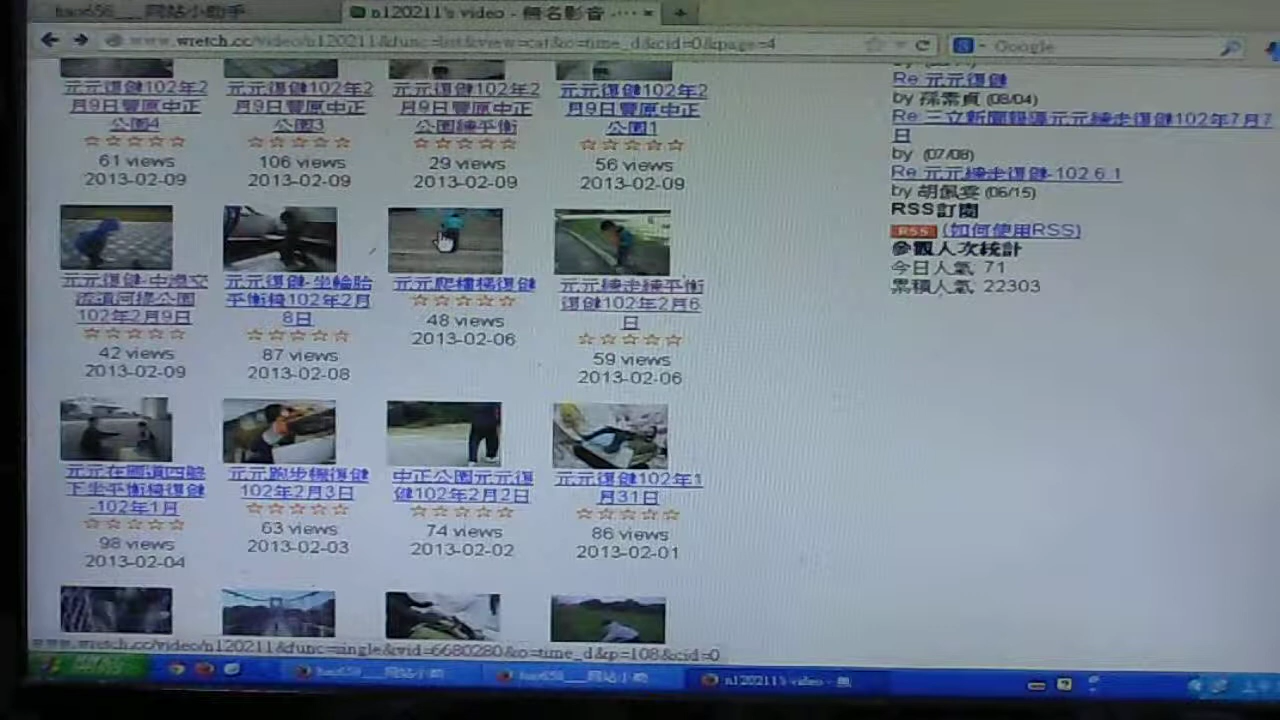 n120211's video - 無名影音
www.wretch.cc/video/n120211&func=list&view=cat&o=time_d&cid=0&page=4
Google
元元復健102年2
月9日豐原中正
公園4
61 views
2013-02-09
元元復健102年2
月9日豐原中正
公園3
106 views
2013-02-09
元元復健102年2
月9日豐原中正
公園練平衡
29 views
2013-02-09
元元復健102年2
月9日豐原中正
公園1
56 views
2013-02-09
元元復健-中港交
流道河提公園
102年2月9日
42 views
2013-02-09
元元復健-坐輪胎
平衡椅102年2月
8日
87 views
2013-02-08
元元爬樓梯復健
48 views
2013-02-06
元元練走練平衡
復健102年2月6
日
59 views
2013-02-06
下坐平衡椅復健
-102年1月
98 views
2013-02-04
元元跑步機復健
102年2月3日
63 views
2013-02-03
中正公園元元復
健102年2月2日
74 views
2013-02-02
元元復健102年1
月31日
86 views
2013-02-01
Re 元元復健
by 孫素貞 (08/04)
Re 三立新聞報導元元練走復健102年7月7
日
by (07/08)
Re 元元練走復健-102.6.1
by 胡佩雯 (06/15)
RSS訂閱
RSS (如何使用RSS)
參觀人次統計
今日人氣 71
累積人氣 22303
www.wretch.cc/video/n120211&func=single&vid=6680280&o=time_d&p=108&cid=0
n120211's video - 無